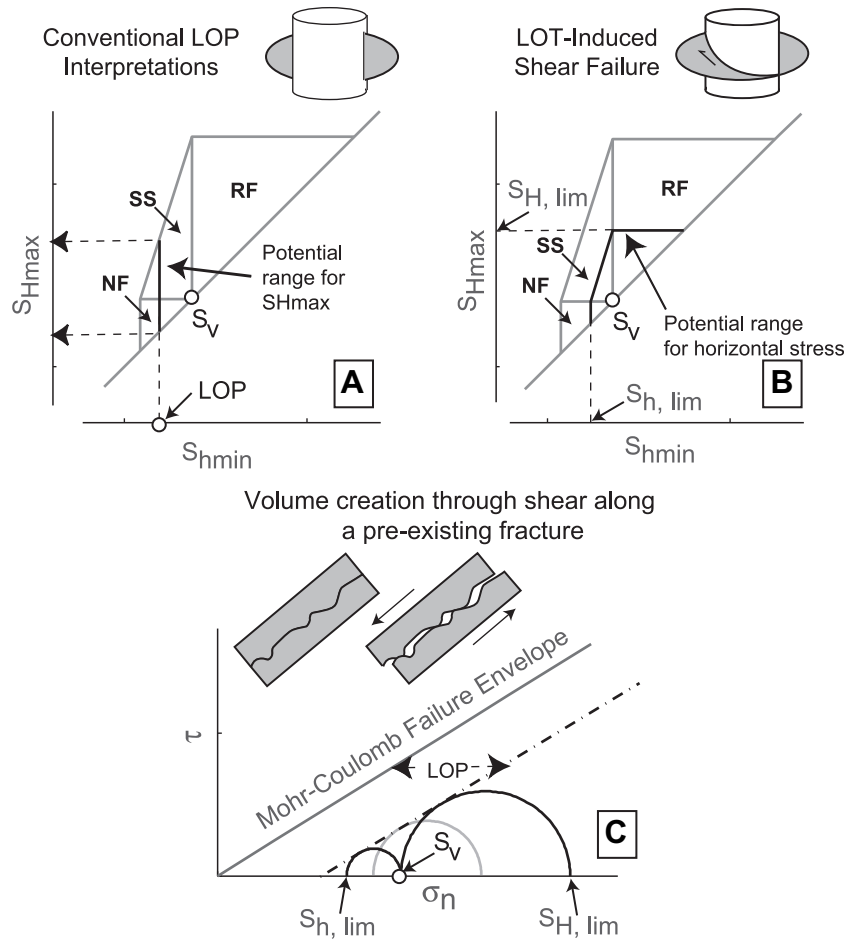 Conventional LOP
Interpretations
SHmax
SS
RF
NF
Potential
range for
SHmax
Sv
LOP
A
Shmin
LOT-Induced
Shear Failure
SHmax
SH, lim
RF
SS
NF
Sv
Potential range
for horizontal stress
Sh, lim
B
Shmin
Volume creation through shear along
a pre-existing fracture
τ
Mohr-Coulomb Failure Envelope
LOP
Sv
C
Sh, lim
σn
SH, lim